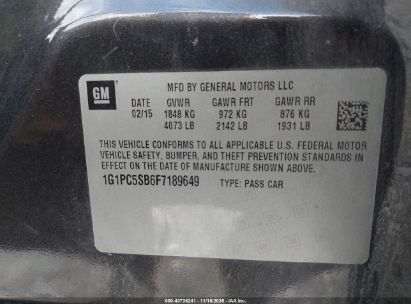 GM
MFD BY GENERAL MOTORS LLC
02/15 GVWR GAWR FRT GAWR RR
1848 KG 972 KG 876 KG
4073 LB 2142 LB 1931 LB
THIS VEHICLE CONFORMS TO ALL APPLICABLE U.S. FEDERAL MOTOR
VEHICLE SAFETY, BUMPER, AND THEFT PREVENTION STANDARDS IN
EFFECT ON THE DATE OF MANUFACTURE SHOWN ABOVE.
1G1PC5SB6F7189649 TYPE: PASS CAR